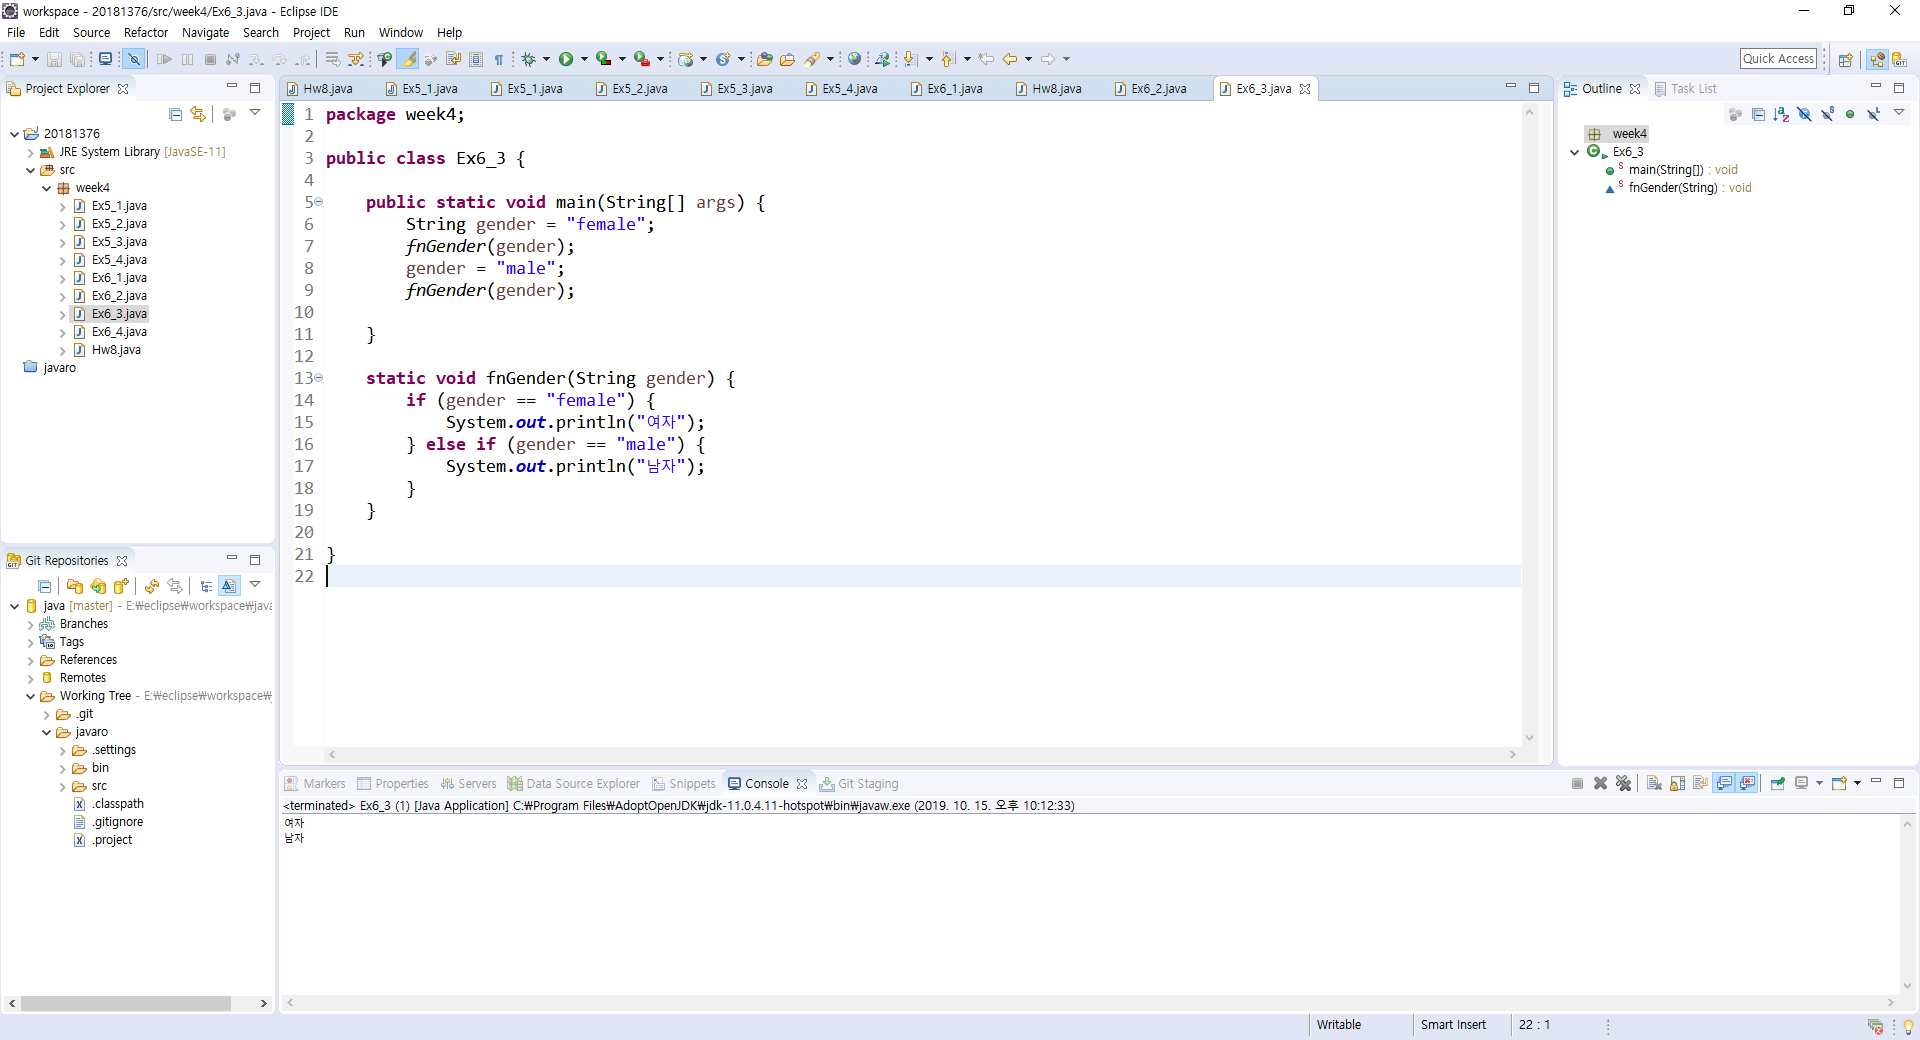 workspace - 20181376/src/week4/Ex6_3.java - Eclipse IDE
File Edit Source Refactor Navigate Search Project Run Window Help
Quick Access
Project Explorer
20181376
JRE System Library [JavaSE-11]
src
week4
Ex5_1.java
Ex5_2.java
Ex5_3.java
Ex5_4.java
Ex6_1.java
Ex6_2.java
Ex6_3.java
Ex6_4.java
Hw8.java
javaro
Git Repositories
java [master] - E:₩eclipse₩workspace₩java
Branches
Tags
References
Remotes
Working Tree - E:₩eclipse₩workspace₩j
.git
javaro
.settings
bin
src
.classpath
.gitignore
.project
Hw8.java Ex5_1.java Ex5_1.java Ex5_2.java Ex5_3.java Ex5_4.java Ex6_1.java Hw8.java Ex6_2.java Ex6_3.java
1 package week4;
2
3 public class Ex6_3 {
4
5 public static void main(String[] args) {
6 String gender = "female";
7 fnGender(gender);
8 gender = "male";
9 fnGender(gender);
10
11 }
12
13 static void fnGender(String gender) {
14 if (gender == "female") {
15 System.out.println("여자");
16 } else if (gender == "male") {
17 System.out.println("남자");
18 }
19 }
20
21 }
22
Outline Task List
week4
Ex6_3
main(String[]) : void
fnGender(String) : void
Markers Properties Servers Data Source Explorer Snippets Console Git Staging
<terminated> Ex6_3 (1) [Java Application] C:₩Program Files₩AdoptOpenJDK₩jdk-11.0.4.11-hotspot₩bin₩javaw.exe (2019. 10. 15. 오후 10:12:33)
여자
남자
Writable Smart Insert 22 : 1